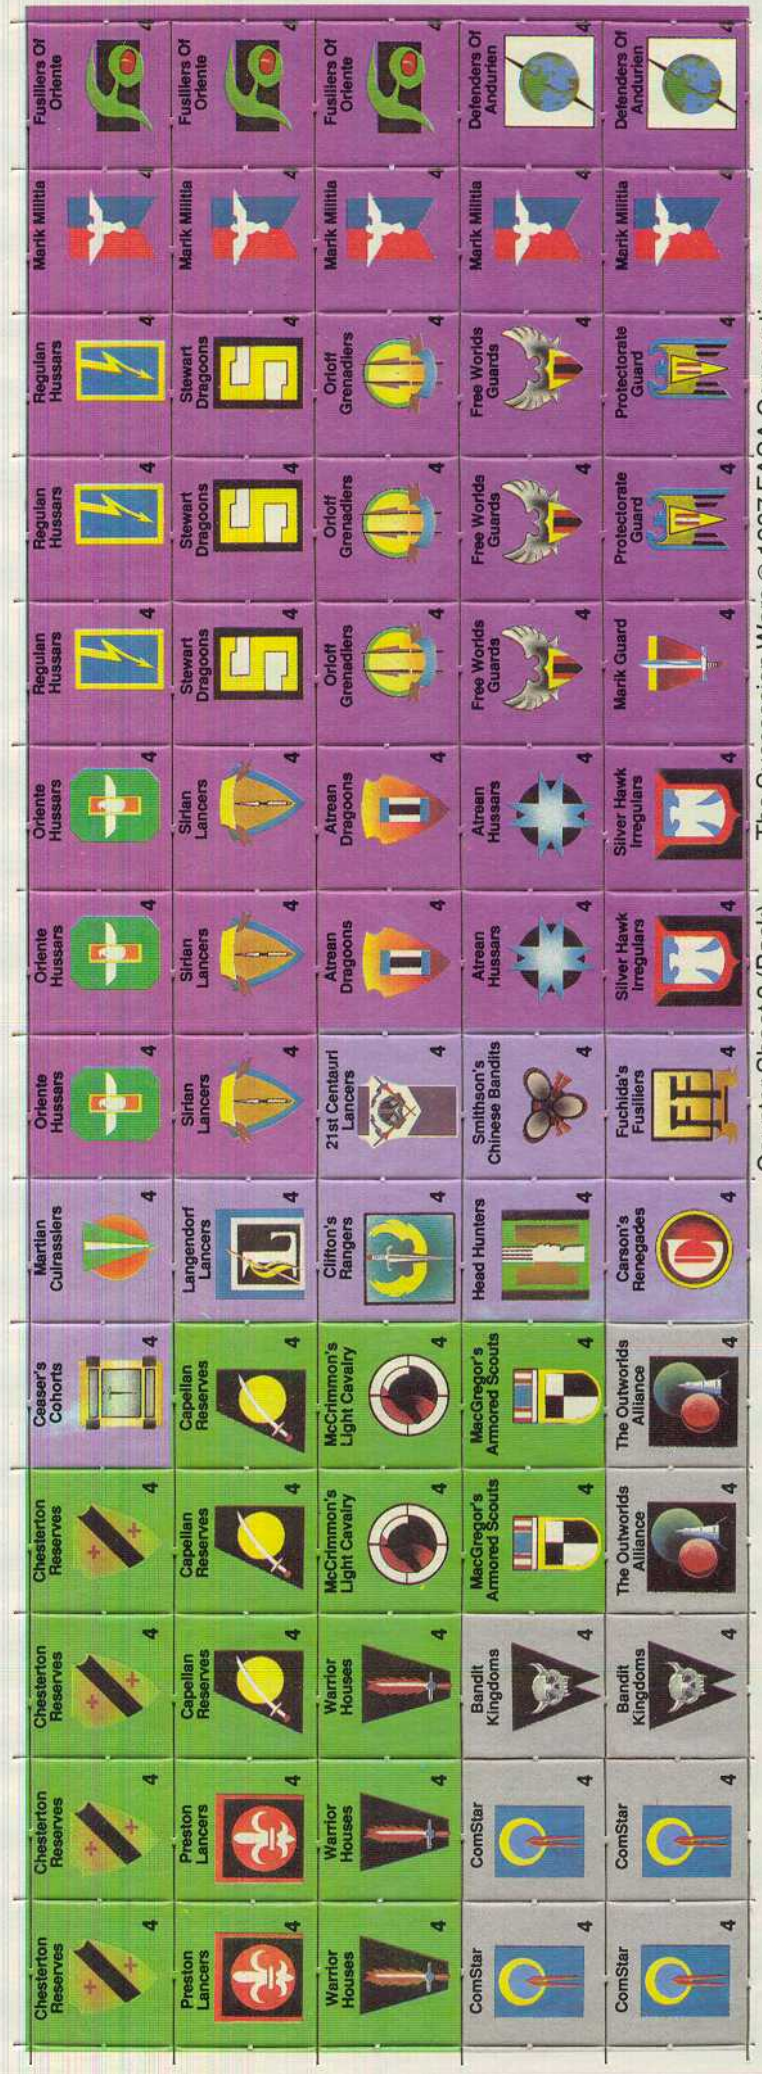 Chesterton
Reserves
4
Chesterton
Reserves
4
Chesterton
Reserves
4
Chesterton
Reserves
4
Ceaser's
Cohorts
4
Martian
Cuirassiers
4
Oriente
Hussars
4
Oriente
Hussars
4
Oriente
Hussars
4
Regulan
Hussars
4
Regulan
Hussars
4
Regulan
Hussars
4
Marik Militia
4
Fusiliers Of
Oriente
4
Preston
Lancers
4
Preston
Lancers
4
Capellan
Reserves
4
Capellan
Reserves
4
Capellan
Reserves
4
Langendorf
Lancers
4
Sirian
Lancers
4
Sirian
Lancers
4
Sirian
Lancers
4
Stewart
Dragoons
4
Stewart
Dragoons
4
Stewart
Dragoons
4
Marik Militia
4
Fusiliers Of
Oriente
4
Warrior
Houses
4
Warrior
Houses
4
Warrior
Houses
4
McCrimmon's
Light Cavalry
4
McCrimmon's
Light Cavalry
4
Clifton's
Rangers
4
21st Centauri
Lancers
4
Atrean
Dragoons
4
Atrean
Dragoons
4
Orloff
Grenadiers
4
Orloff
Grenadiers
4
Orloff
Grenadiers
4
Marik Militia
4
Fusiliers Of
Oriente
4
ComStar
4
ComStar
4
Bandit
Kingdoms
4
MacGregor's
Armored Scouts
4
MacGregor's
Armored Scouts
4
Head Hunters
4
Smithson's
Chinese Bandits
4
Atrean
Hussars
4
Atrean
Hussars
4
Free Worlds
Guards
4
Free Worlds
Guards
4
Free Worlds
Guards
4
Marik Militia
4
Defenders Of
Andurien
4
ComStar
4
ComStar
4
Bandit
Kingdoms
4
The Outworlds
Alliance
4
The Outworlds
Alliance
4
Carson's
Renegades
4
Fuchida's
Fusiliers
4
Silver Hawk
Irregulars
4
Silver Hawk
Irregulars
4
Marik Guard
4
Protectorate
Guard
4
Protectorate
Guard
4
Marik Militia
4
Defenders Of
Andurien
4